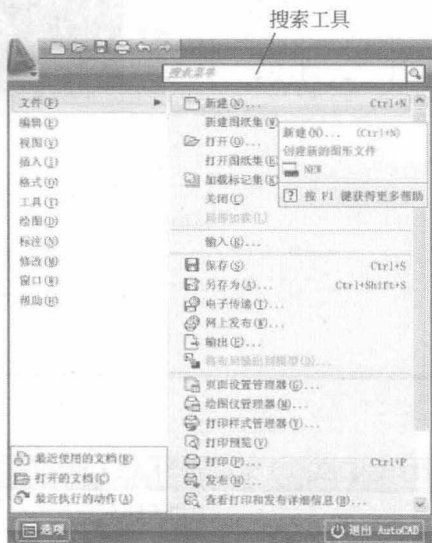 搜索工具
搜索菜单
文件(F)
编辑(E)
视图(V)
插入(I)
格式(O)
工具(T)
绘图(D)
标注(N)
修改(M)
窗口(W)
帮助(H)
最近使用的文档(R)
打开的文档(C)
最近执行的动作(A)
选项
新建(N)... Ctrl+N
新建图纸集(W)
打开(O)...
打开图纸集(E)
加载标记集(K)
关闭(C)
局部加载(L)
输入(R)...
保存(S) Ctrl+S
另存为(A)... Ctrl+Shift+S
电子传递(T)...
网上发布(W)...
输出(E)...
将布局输出到模型(D)...
页面设置管理器(G)...
绘图仪管理器(M)...
打印样式管理器(Y)...
打印预览(V)
打印(P)... Ctrl+P
发布(H)...
查看打印和发布详细信息(B)...
退出 AutoCAD
新建(N)... (Ctrl+N)
创建新的图形文件
NEW
按 F1 键获得更多帮助